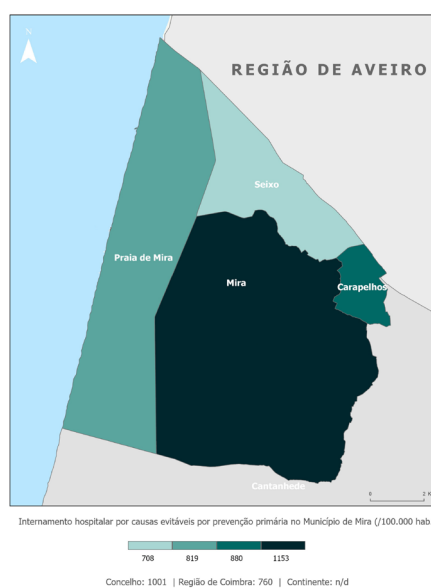 N
REGIÃO DE AVEIRO
Seixo
Praia de Mira
Mira
Carapelhos
Cantanhede
0 2 K
Internamento hospitalar por causas evitáveis por prevenção primária no Município de Mira (/100.000 hab.
708 819 880 1153
Concelho: 1001 | Região de Coimbra: 760 | Continente: n/d